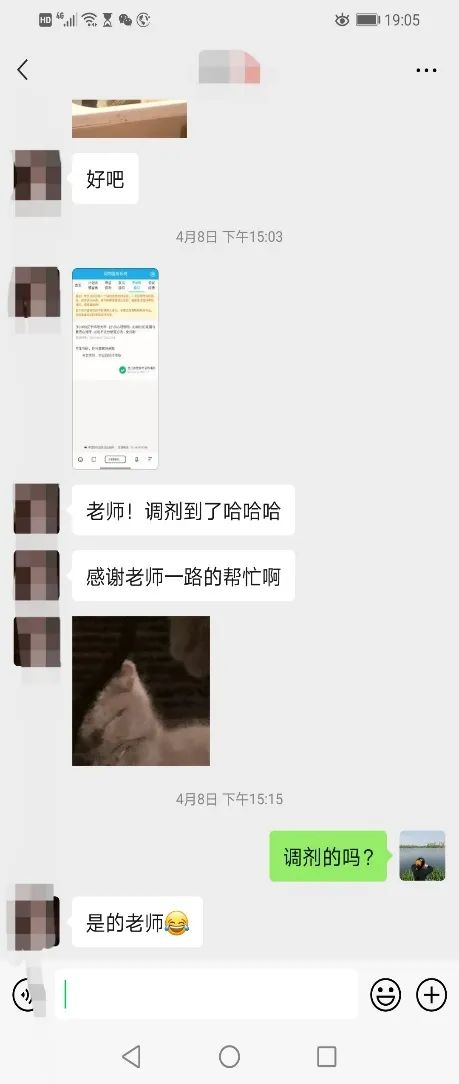 HD 4G 19:05
好吧
4月8日 下午15:03
老师！调剂到了哈哈哈
感谢老师一路的帮忙啊
4月8日 下午15:15
调剂的吗？
是的老师😂